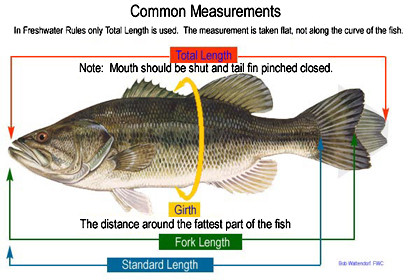 Common Measurements
In Freshwater Rules only Total Length is used. The measurement is taken flat, not along the curve of the fish.
Total Length
Note: Mouth should be shut and tail fin pinched closed.
Girth
The distance around the fattest part of the fish
Fork Length
Standard Length
Bob Wattendorf FWC